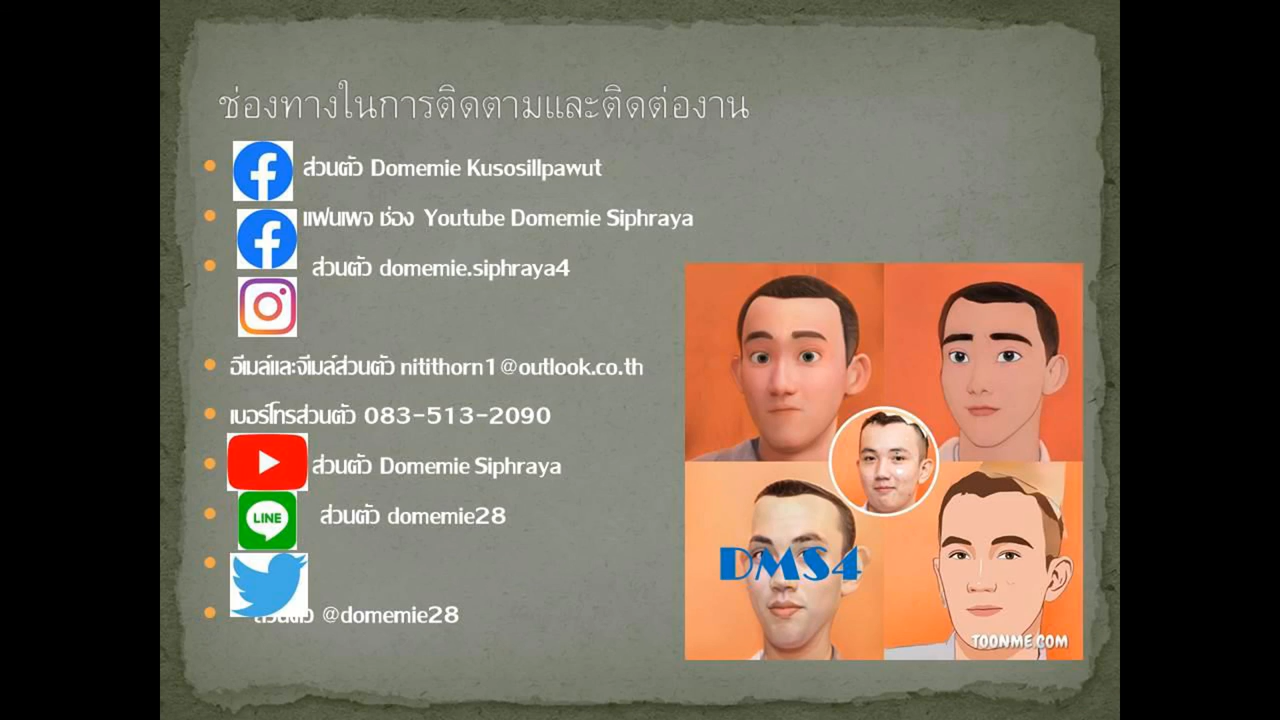 ช่องทางในการติดตามและติดต่องาน
ส่วนตัว Domemie Kusosillpawut
แฟนเพจ ช่อง Youtube Domemie Siphraya
ส่วนตัว domemie.siphraya4
อีเมล์และจีเมล์ส่วนตัว nitithorn1@outlook.co.th
เบอร์โทรส่วนตัว 083-513-2090
ส่วนตัว Domemie Siphraya
LINE
ส่วนตัว domemie28
ส่วนตัว @domemie28
DMS4
TOONME.COM